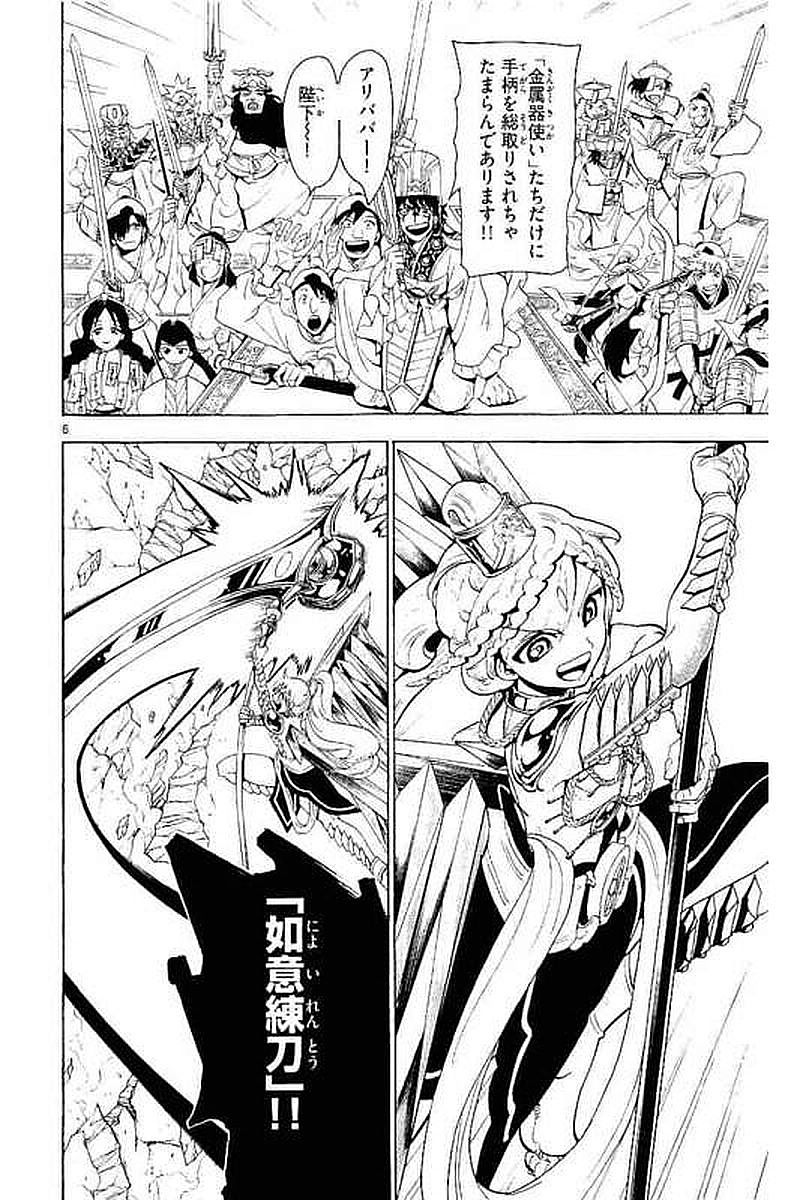 「金属器使い」たちだけに
手柄を総取りされちゃ
たまらんであります!!
アリババー!
陛下〜!
6
「如意練刀」!!